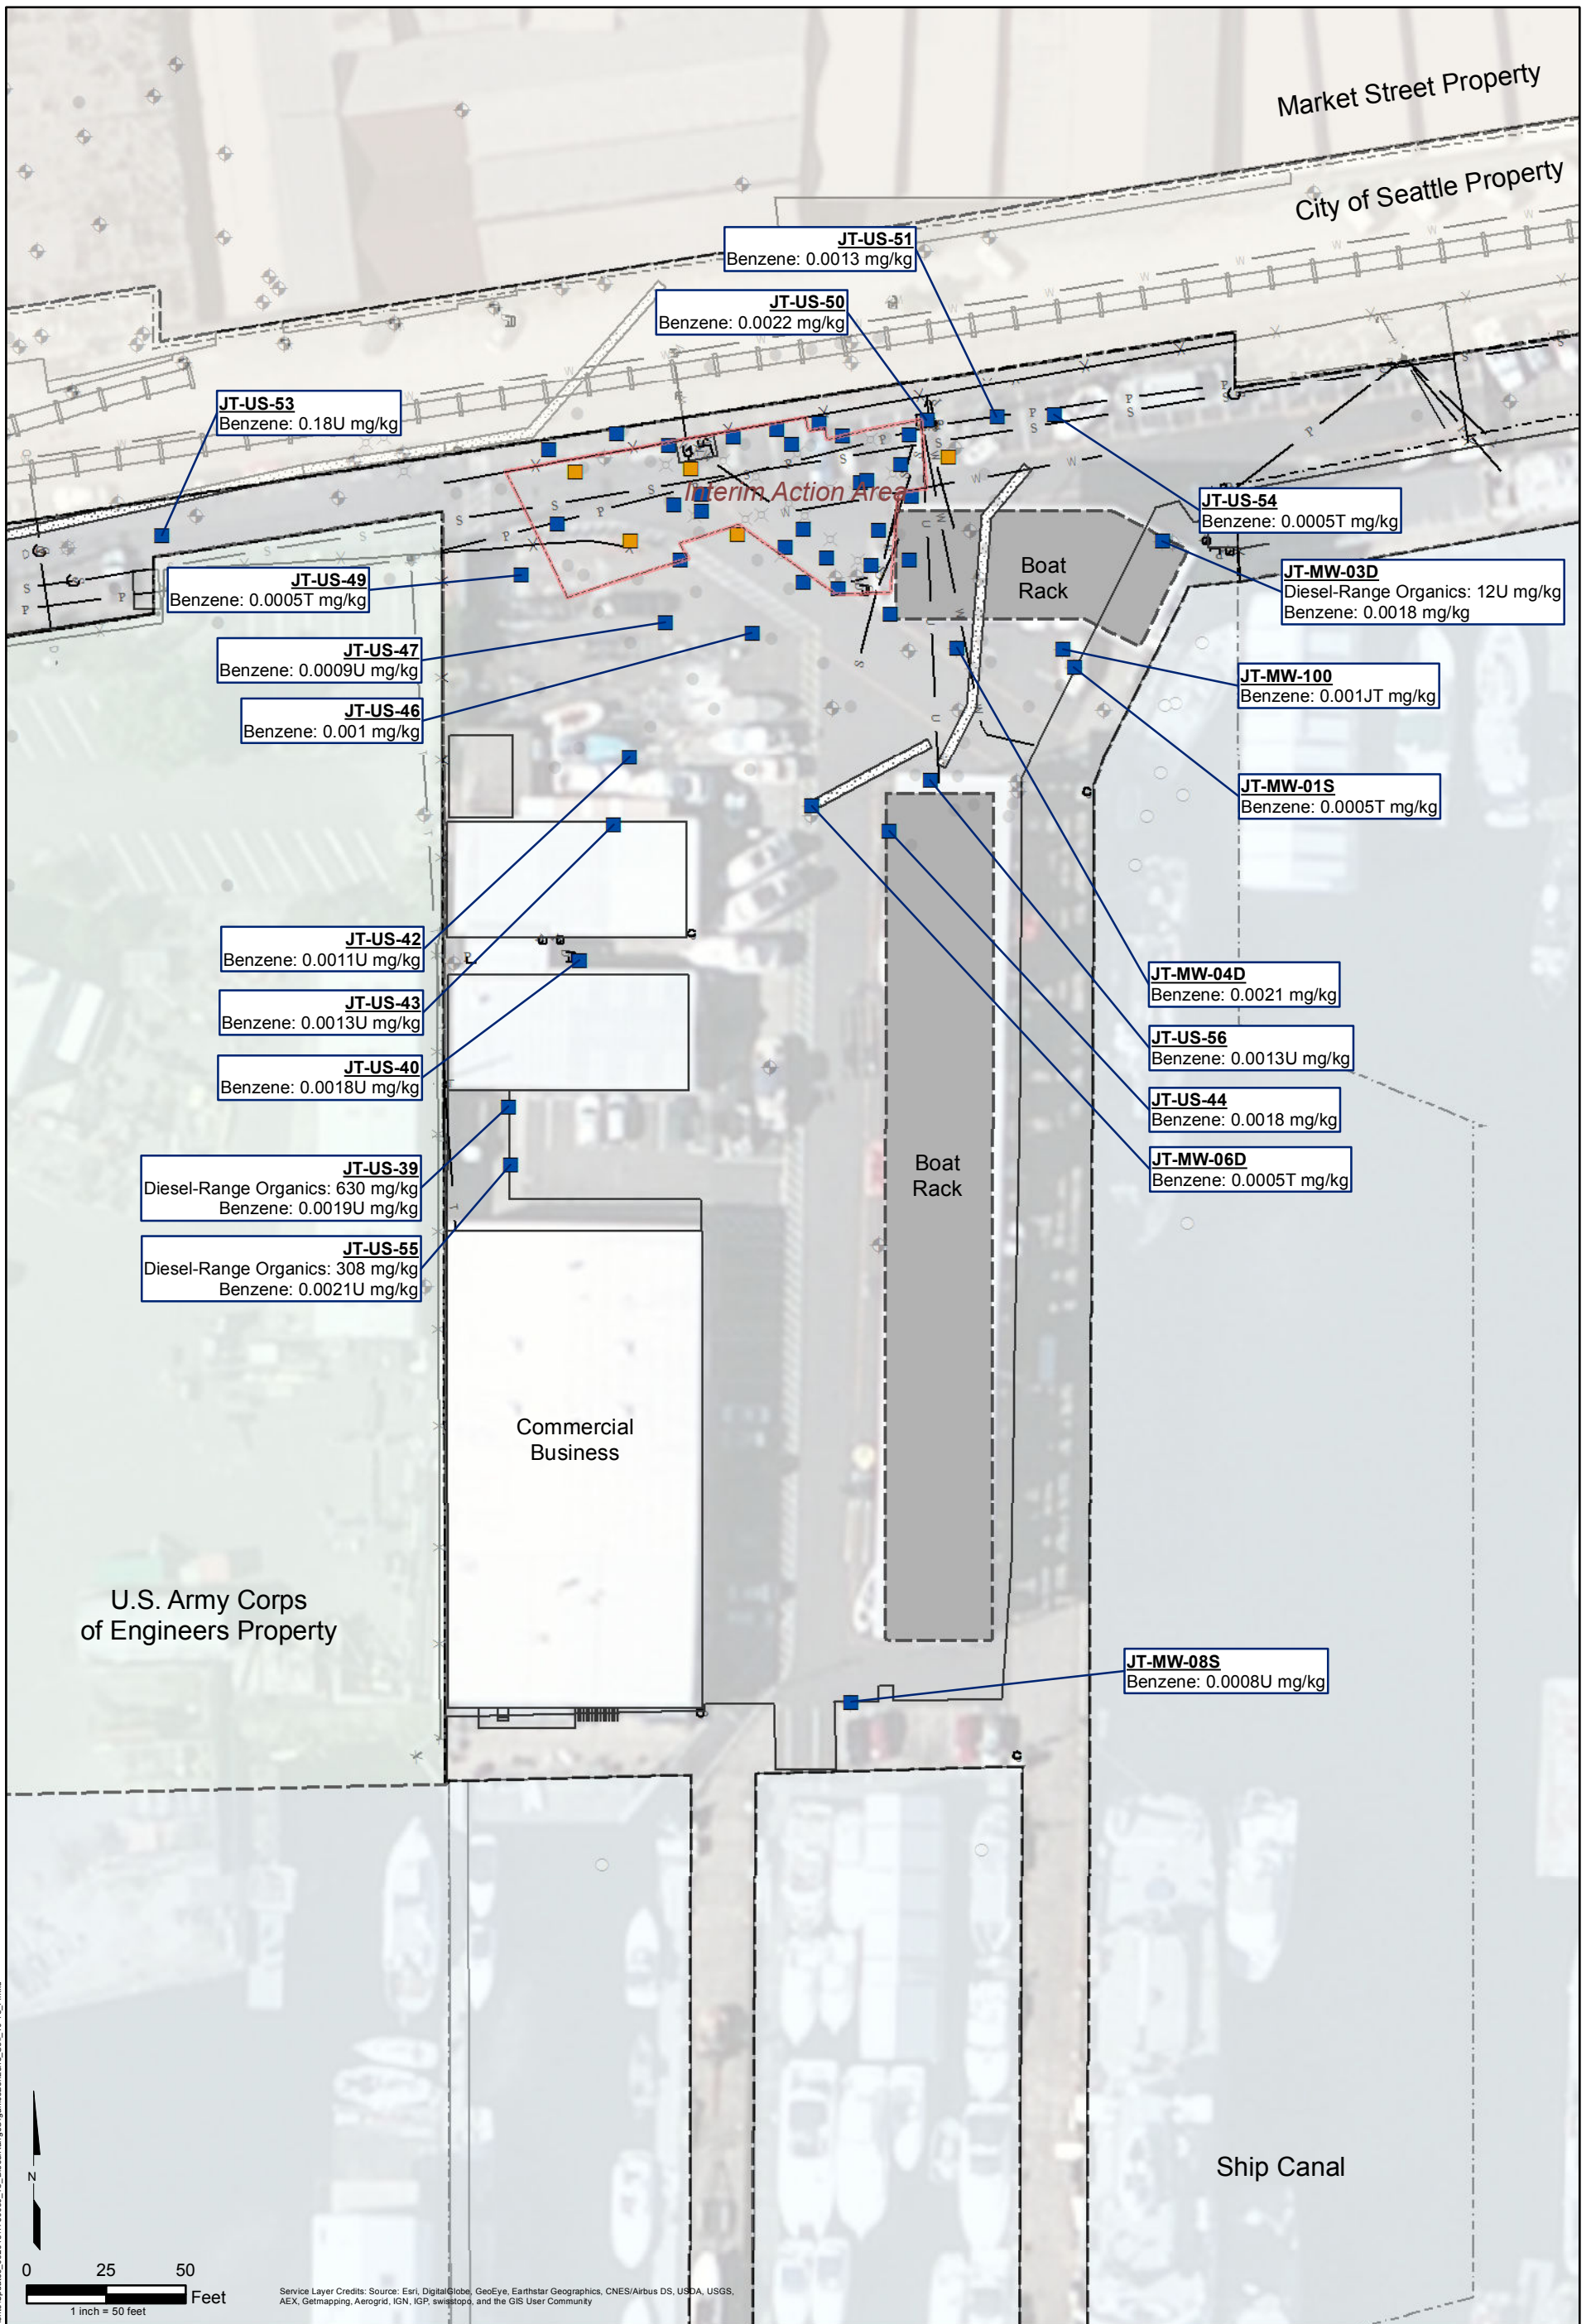 Market Street Property
City of Seattle Property
JT-US-51
Benzene: 0.0013 mg/kg
JT-US-50
Benzene: 0.0022 mg/kg
JT-US-53
Benzene: 0.18U mg/kg
Interim Action Area
JT-US-54
Benzene: 0.0005T mg/kg
JT-US-49
Benzene: 0.0005T mg/kg
Boat
Rack
JT-MW-03D
Diesel-Range Organics: 12U mg/kg
Benzene: 0.0018 mg/kg
JT-US-47
Benzene: 0.0009U mg/kg
JT-MW-100
Benzene: 0.001JT mg/kg
JT-US-46
Benzene: 0.001 mg/kg
JT-MW-01S
Benzene: 0.0005T mg/kg
JT-US-42
Benzene: 0.0011U mg/kg
JT-MW-04D
Benzene: 0.0021 mg/kg
JT-US-43
Benzene: 0.0013U mg/kg
JT-US-56
Benzene: 0.0013U mg/kg
JT-US-40
Benzene: 0.0018U mg/kg
JT-US-44
Benzene: 0.0018 mg/kg
JT-US-39
Diesel-Range Organics: 630 mg/kg
Benzene: 0.0019U mg/kg
Boat
Rack
JT-MW-06D
Benzene: 0.0005T mg/kg
JT-US-55
Diesel-Range Organics: 308 mg/kg
Benzene: 0.0021U mg/kg
Commercial
Business
U.S. Army Corps
of Engineers Property
JT-MW-08S
Benzene: 0.0008U mg/kg
Ship Canal
N
0 25 50
Feet
1 inch = 50 feet
Service Layer Credits: Source: Esri, DigitalGlobe, GeoEye, Earthstar Geographics, CNES/Airbus DS, USDA, USGS,
AEX, Getmapping, Aerogrid, IGN, IGP, swisstopo, and the GIS User Community